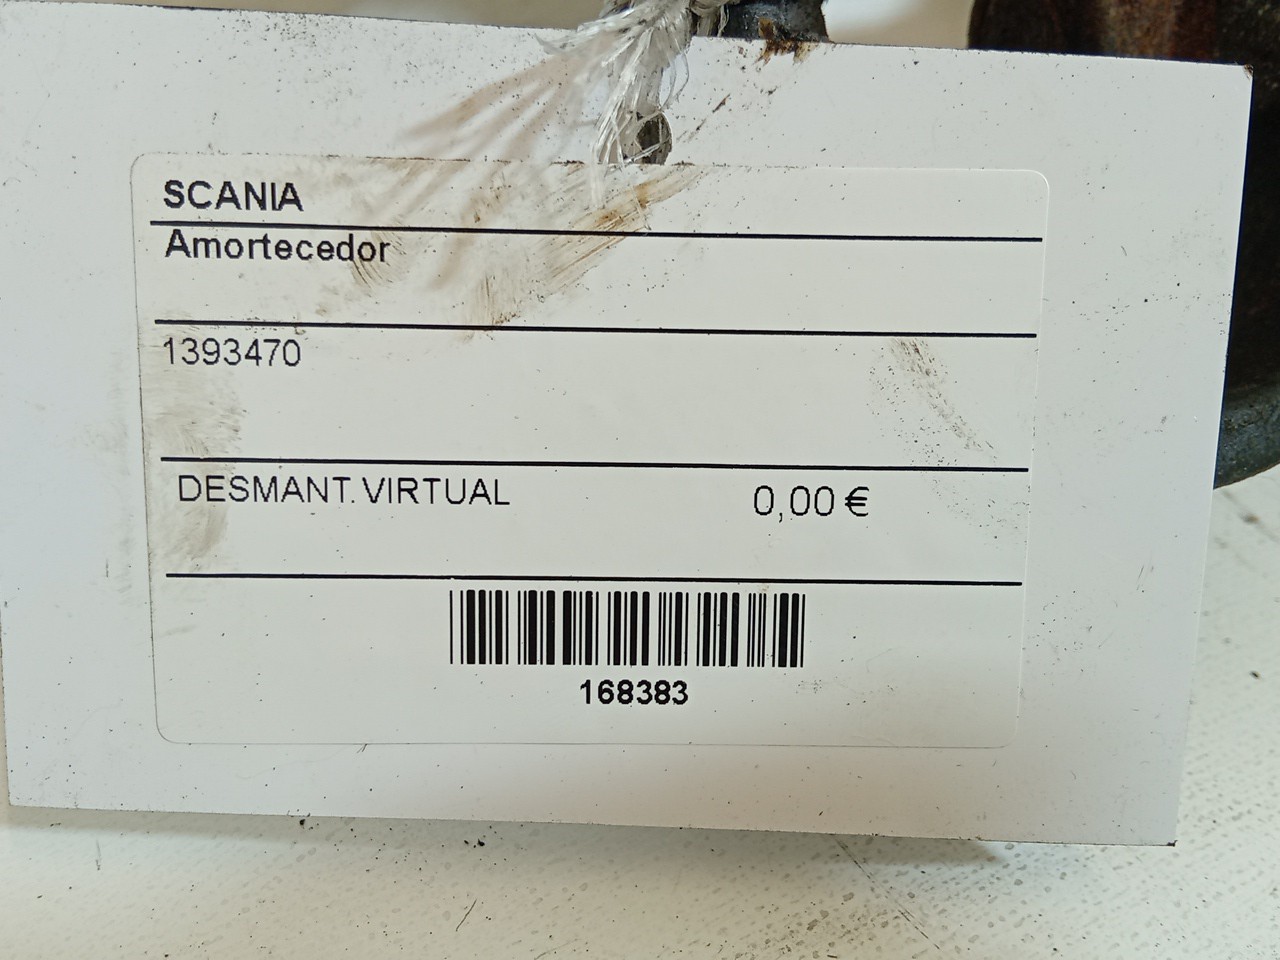 SCANIA
Amortecedor
1393470
DESMANT. VIRTUAL 0,00 €
168383